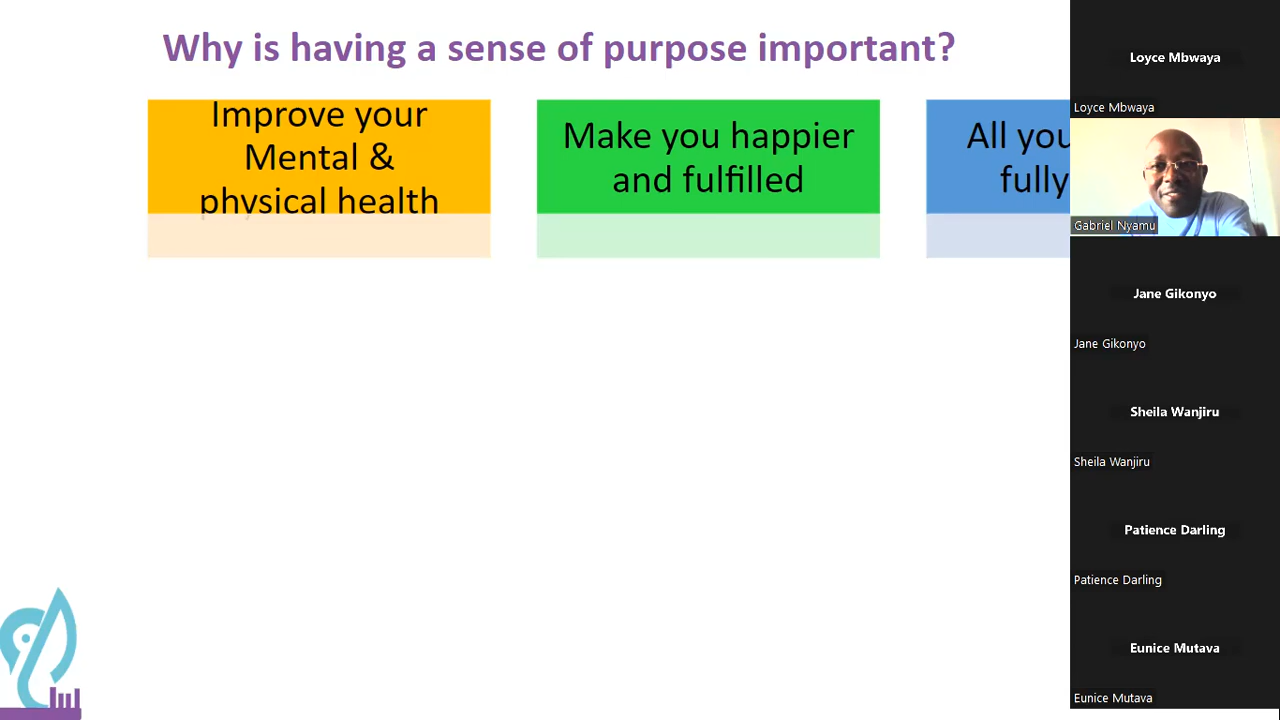 Why is having a sense of purpose important?
Improve your
Mental &
physical health
Make you happier
and fulfilled
All you
fully
Loyce Mbwaya
Loyce Mbwaya
Gabriel Nyamu
Jane Gikonyo
Jane Gikonyo
Sheila Wanjiru
Sheila Wanjiru
Patience Darling
Patience Darling
Eunice Mutava
Eunice Mutava